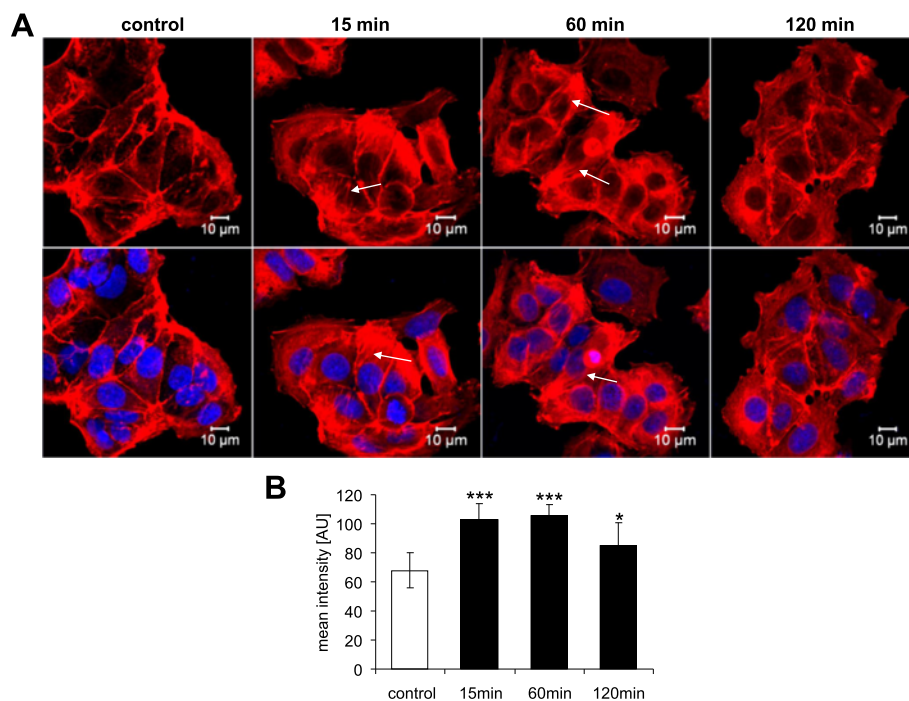 A
control 15 min 60 min 120 min
10 µm 10 µm 10 µm 10 µm
10 µm 10 µm 10 µm 10 µm
B
mean intensity [AU]
120
100
80
60
40
20
0
*** *** *
control 15min 60min 120min